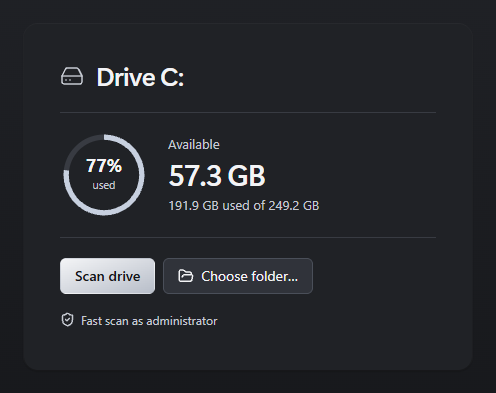 Drive C:
77%
used
Available
57.3 GB
191.9 GB used of 249.2 GB
Scan drive
Choose folder...
Fast scan as administrator